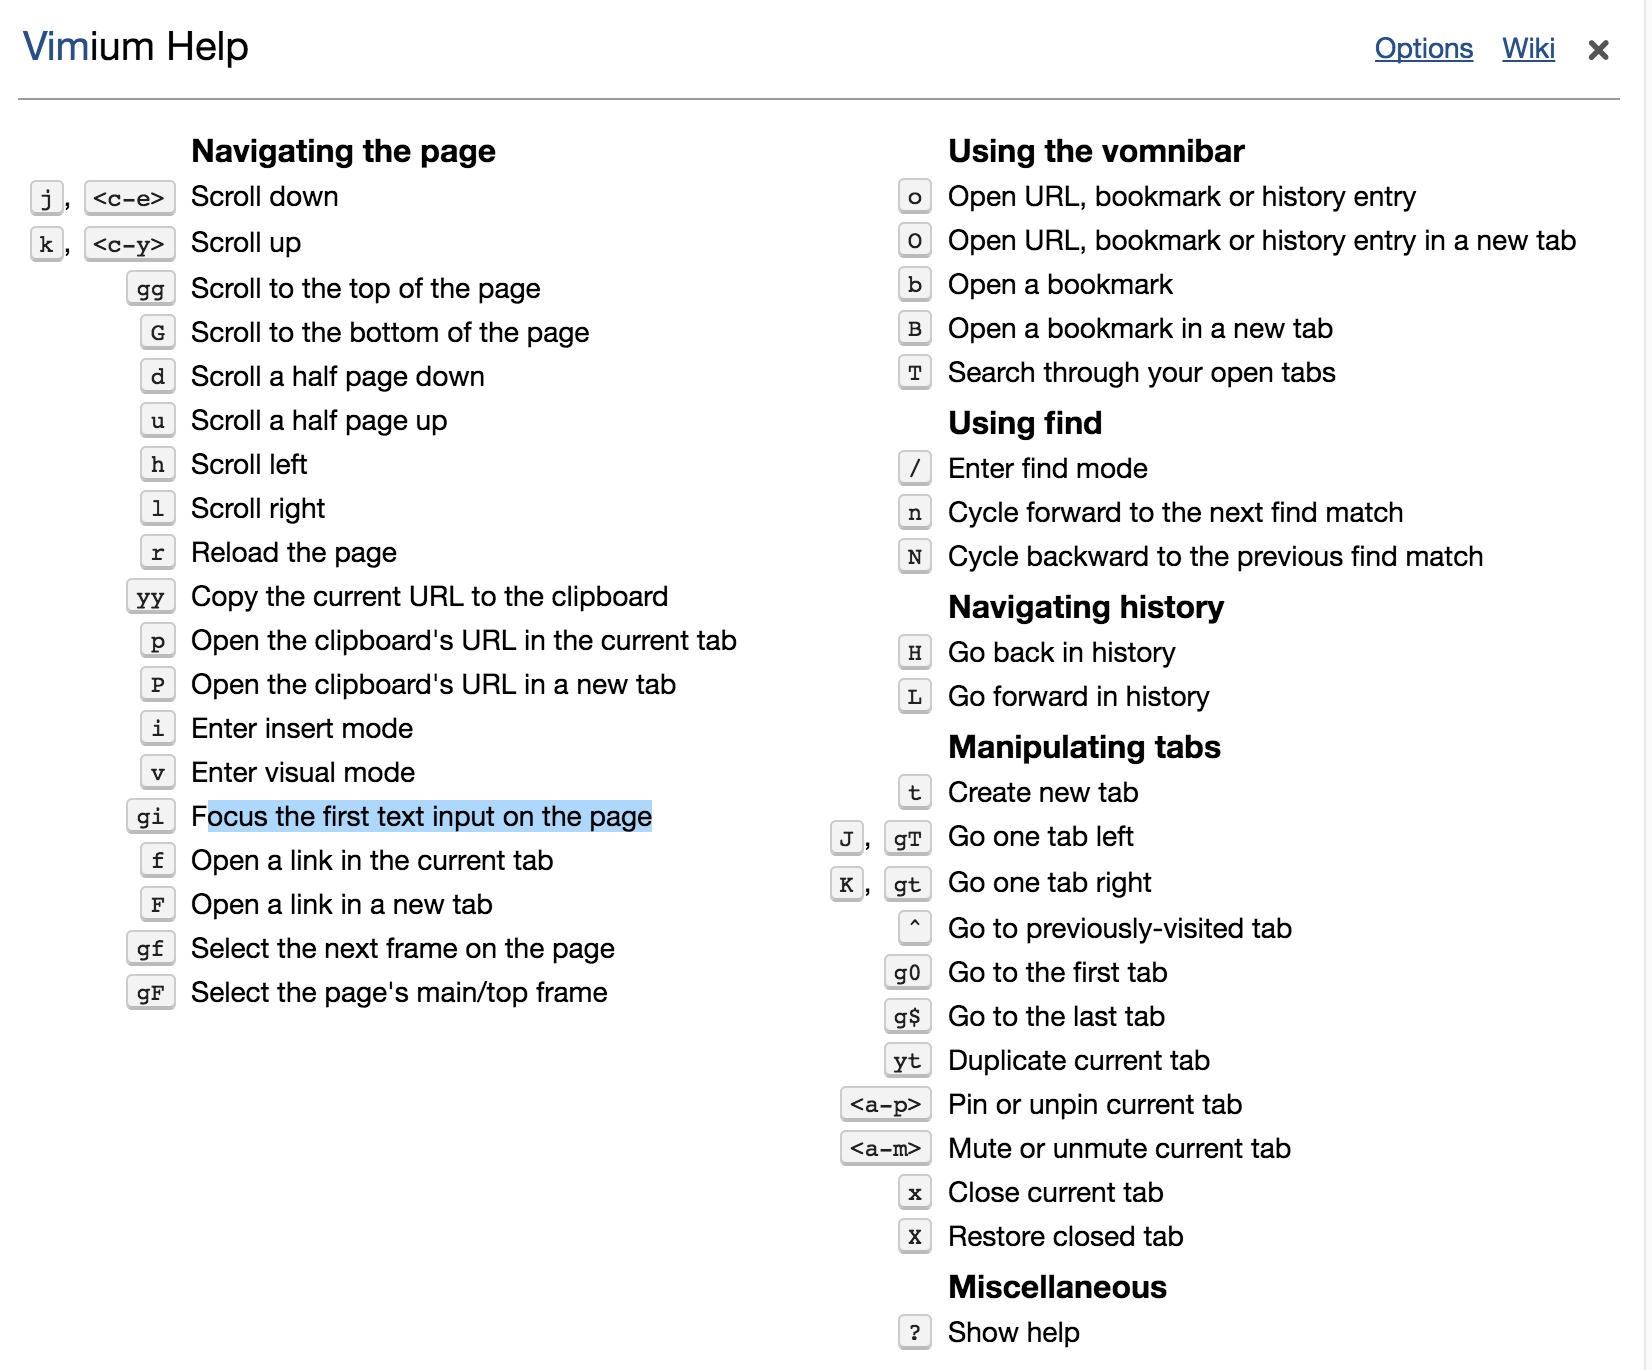 Vimium Help
Options Wiki ×
Navigating the page
j, <c-e> Scroll down
k, <c-y> Scroll up
gg Scroll to the top of the page
G Scroll to the bottom of the page
d Scroll a half page down
u Scroll a half page up
h Scroll left
l Scroll right
r Reload the page
yy Copy the current URL to the clipboard
p Open the clipboard's URL in the current tab
P Open the clipboard's URL in a new tab
i Enter insert mode
v Enter visual mode
gi Focus the first text input on the page
f Open a link in the current tab
F Open a link in a new tab
gf Select the next frame on the page
gF Select the page's main/top frame
Using the vomnibar
o Open URL, bookmark or history entry
O Open URL, bookmark or history entry in a new tab
b Open a bookmark
B Open a bookmark in a new tab
T Search through your open tabs
Using find
/ Enter find mode
n Cycle forward to the next find match
N Cycle backward to the previous find match
Navigating history
H Go back in history
L Go forward in history
Manipulating tabs
t Create new tab
J, gT Go one tab left
K, gt Go one tab right
^ Go to previously-visited tab
g0 Go to the first tab
g$ Go to the last tab
yt Duplicate current tab
<a-p> Pin or unpin current tab
<a-m> Mute or unmute current tab
x Close current tab
X Restore closed tab
Miscellaneous
? Show help